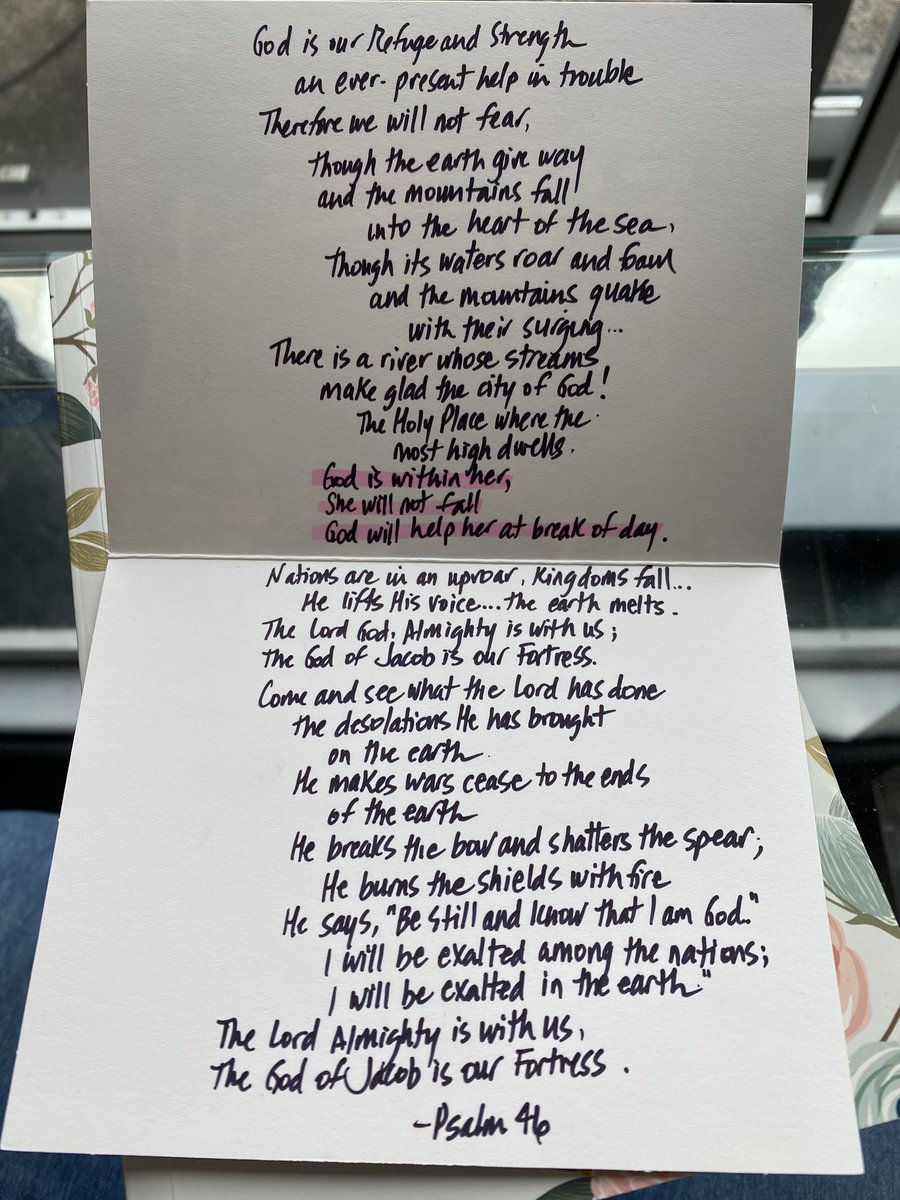 God is our Refuge and Strength
an ever-present help in trouble
Therefore we will not fear,
though the earth give way
and the mountains fall
into the heart of the sea,
though its waters roar and foam
and the mountains quake
with their surging...
There is a river whose streams
make glad the city of God!
The Holy Place where the
most high dwells.
God is within her,
She will not fall
God will help her at break of day.
Nations are in an uproar, Kingdoms fall...
He lifts His voice.... the earth melts.
The Lord God, Almighty is with us;
the God of Jacob is our Fortress.
Come and see what the Lord has done
the desolations He has brought
on the earth.
He makes wars cease to the ends
of the earth
He breaks the bow and shatters the spear;
He burns the shields with fire
He says, "Be still and know that I am God."
I will be exalted among the nations;
I will be exalted in the earth."
The Lord Almighty is with us,
The God of Jacob is our Fortress.
-Psalm 46